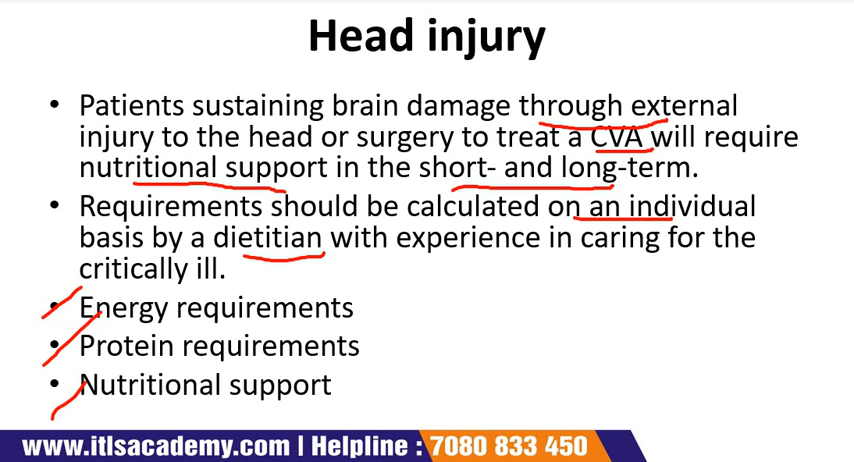 Head injury
• Patients sustaining brain damage through external
injury to the head or surgery to treat a CVA will require
nutritional support in the short- and long-term.
• Requirements should be calculated on an individual
basis by a dietitian with experience in caring for the
critically ill.
• Energy requirements
• Protein requirements
• Nutritional support
www.itlsacademy.com | Helpline : 7080 833 450